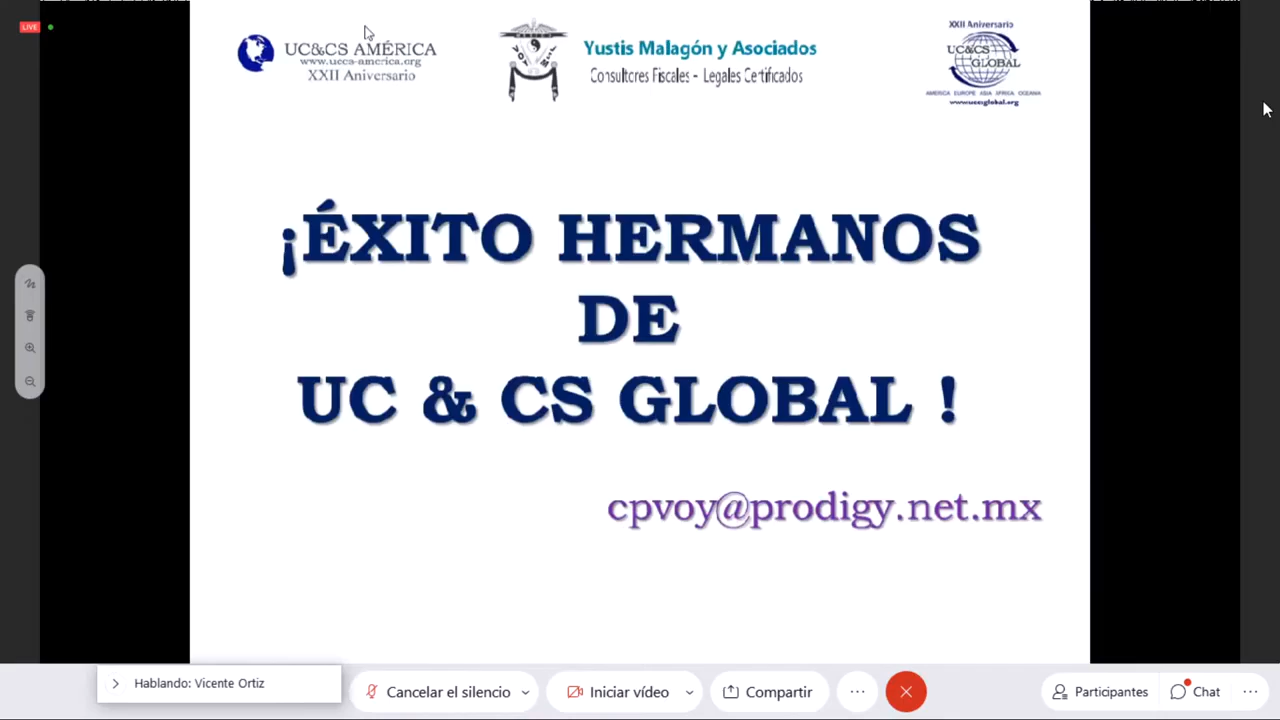 LIVE
UC&CS AMÉRICA
www.uccs-america.org
XXII Aniversario
Yustis Malagón y Asociados
Consultores Fiscales - Legales Certificados
XXII Aniversario
UC&CS
GLOBAL
AMÉRICA EUROPE ASIA AFRICA OCEANIA
www.uccsglobal.org
¡ÉXITO HERMANOS
DE
UC & CS GLOBAL !
cpvoy@prodigy.net.mx
Hablando: Vicente Ortiz
Cancelar el silencio
Iniciar vídeo
Compartir
Participantes
Chat